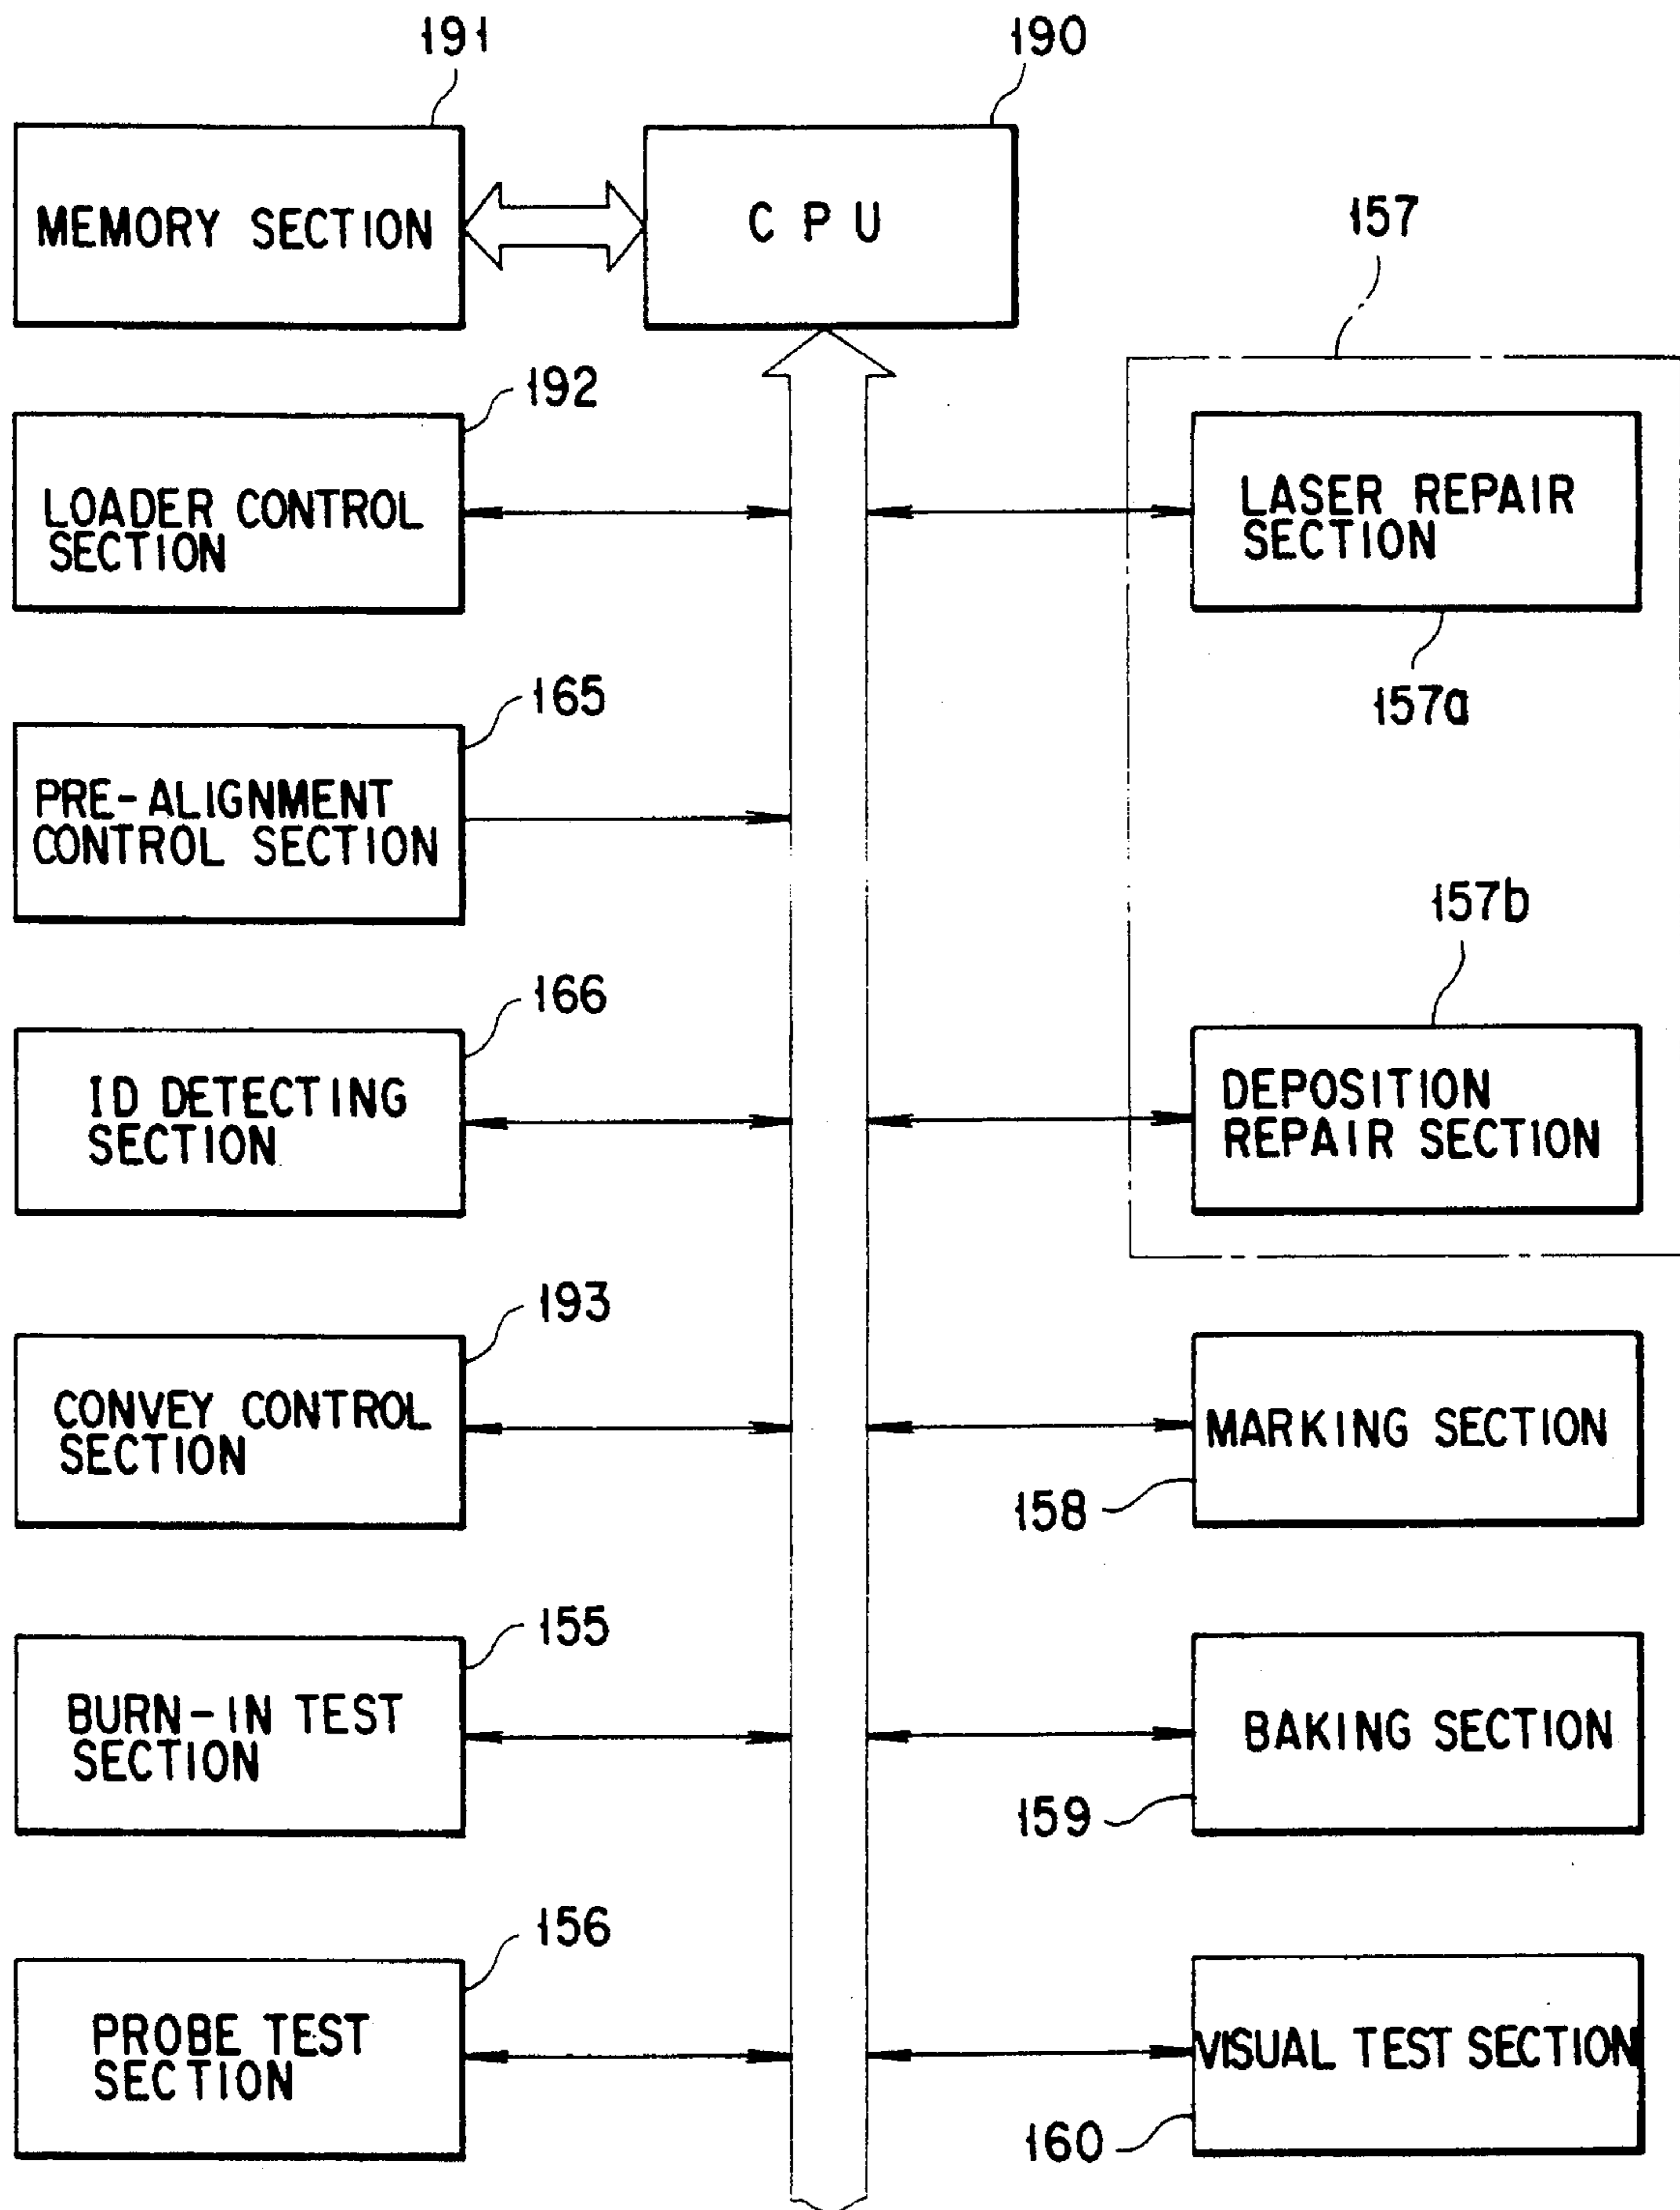 191
190
MEMORY SECTION
CPU
157
192
LOADER CONTROL
SECTION
LASER REPAIR
SECTION
157a
165
PRE-ALIGNMENT
CONTROL SECTION
157b
166
ID DETECTING
SECTION
DEPOSITION
REPAIR SECTION
193
CONVEY CONTROL
SECTION
MARKING SECTION
158
155
BURN-IN TEST
SECTION
BAKING SECTION
159
156
PROBE TEST
SECTION
VISUAL TEST SECTION
160